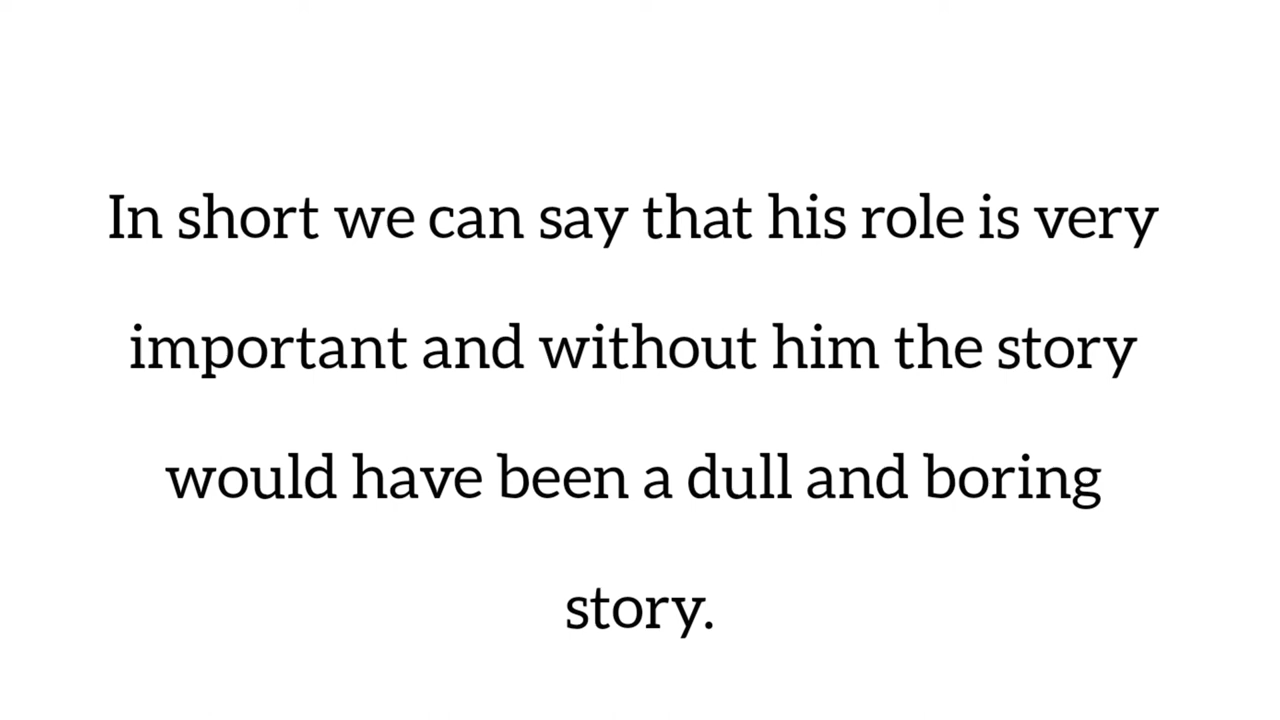 In short we can say that his role is very
important and without him the story
would have been a dull and boring
story.